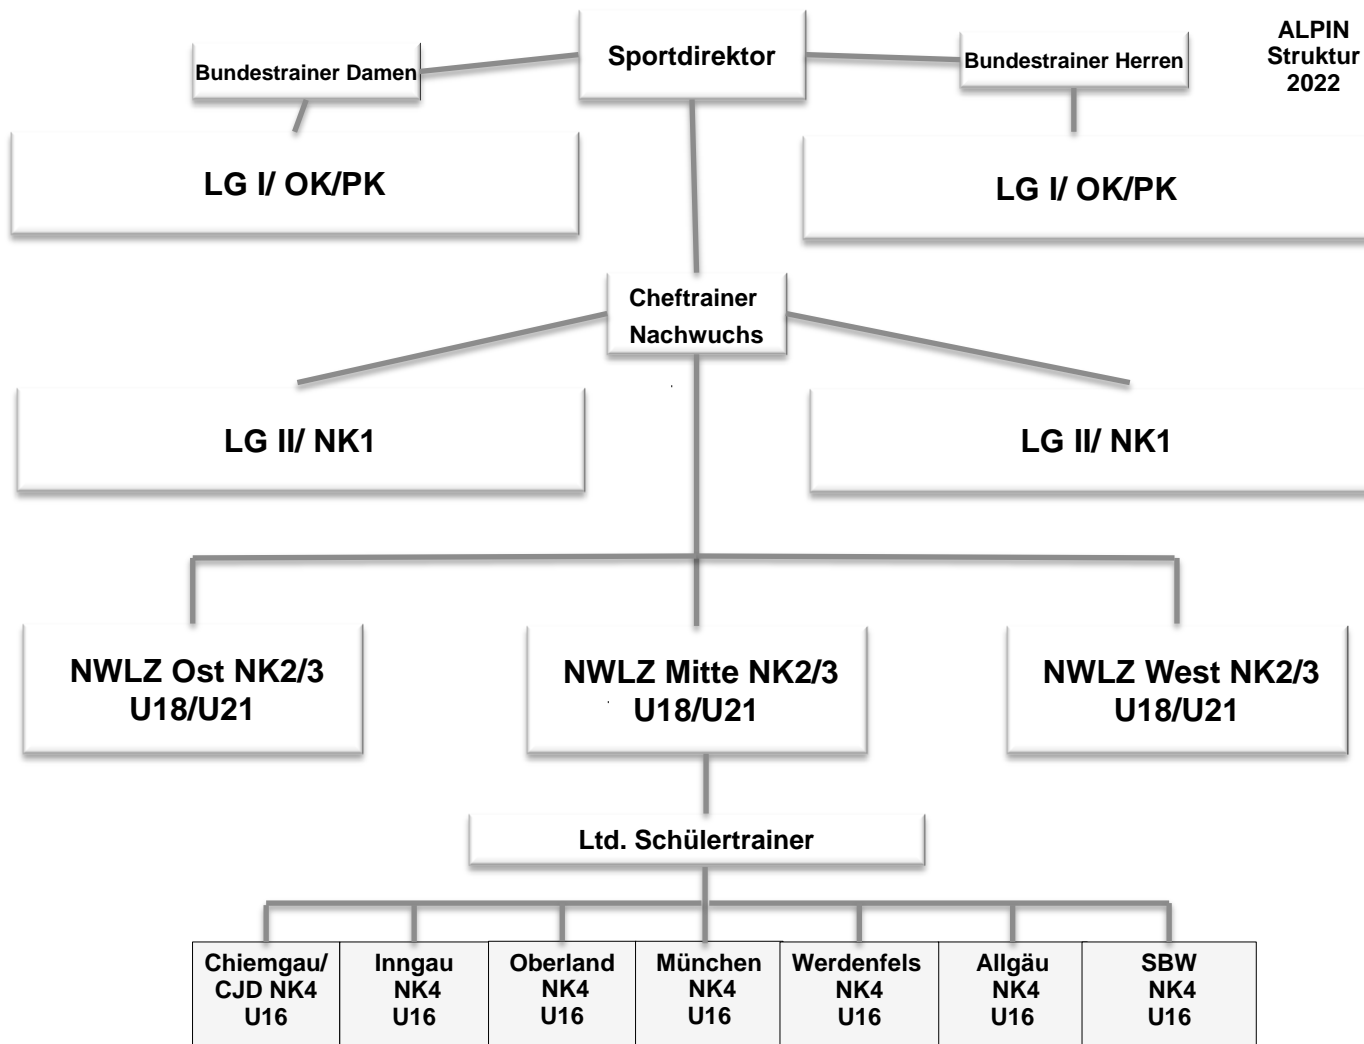 Sportdirektor
Bundestrainer Damen
Bundestrainer Herren
ALPIN
Struktur
2022
LG I/ OK/PK
LG I/ OK/PK
Cheftrainer
Nachwuchs
LG II/ NK1
LG II/ NK1
NWLZ Ost NK2/3
U18/U21
NWLZ Mitte NK2/3
U18/U21
NWLZ West NK2/3
U18/U21
Ltd. Schülertrainer
Chiemgau/
CJD NK4
U16
Inngau
NK4
U16
Oberland
NK4
U16
München
NK4
U16
Werdenfels
NK4
U16
Allgäu
NK4
U16
SBW
NK4
U16